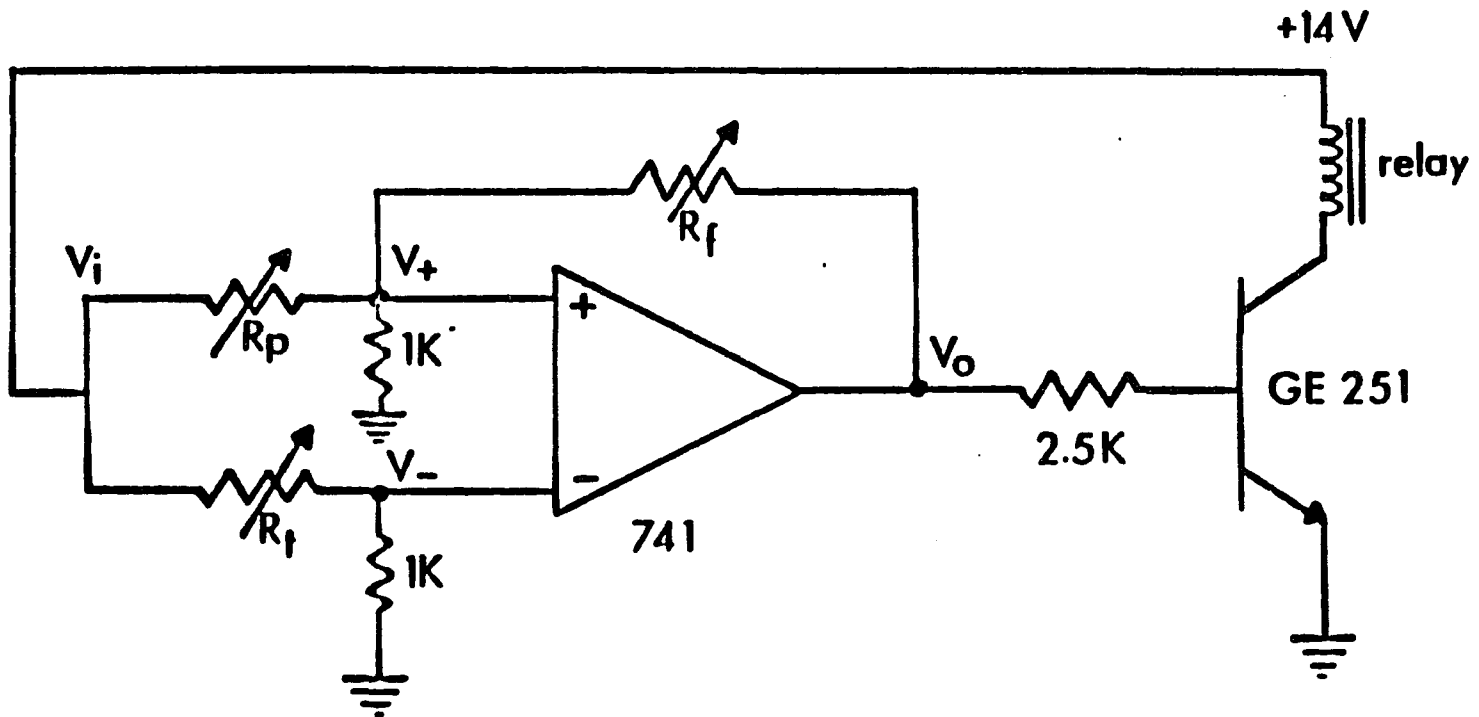 +14 V
relay
Rf
Vi
V+
Rp
1K
+
Vo
GE 251
2.5K
V-
Rt
-
741
1K